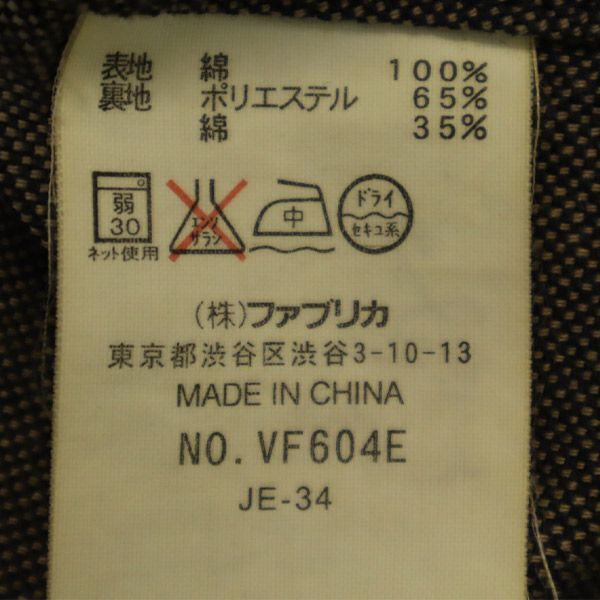 表地 綿 100%
裏地 ポリエステル 65%
綿 35%
弱
30
ネット使用
エンソ
サラシ
中
ドライ
セキユ系
(株)ファブリカ
東京都渋谷区渋谷3-10-13
MADE IN CHINA
NO. VF604E
JE-34